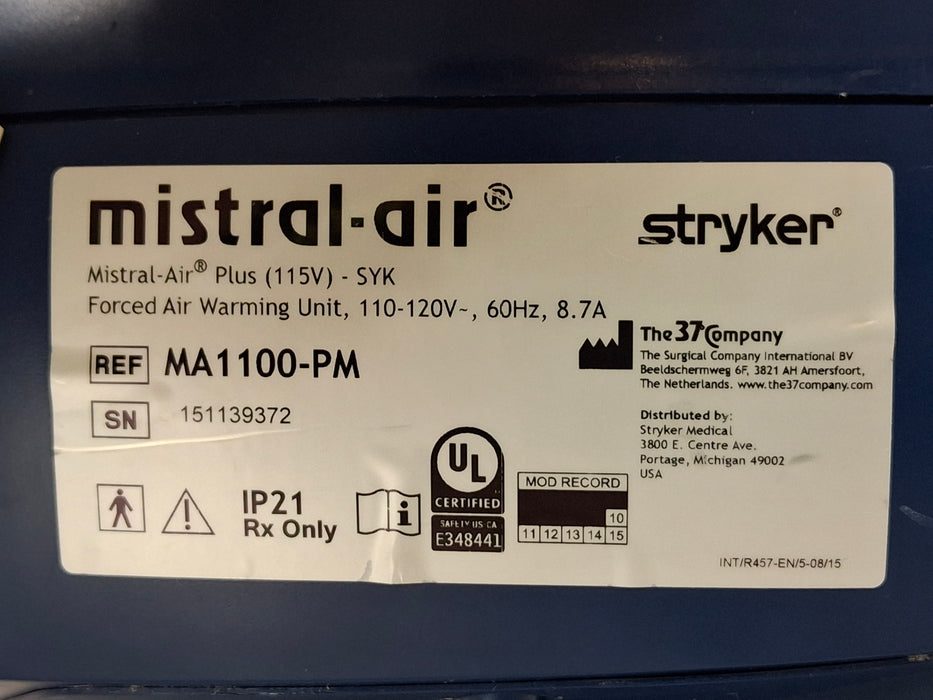 mistral-air®
stryker®
Mistral-Air® Plus (115V) - SYK
Forced Air Warming Unit, 110-120V~, 60Hz, 8.7A
REF MA1100-PM
SN 151139372
The 37Company
The Surgical Company International BV
Beeldschermweg 6F, 3821 AH Amersfoort,
The Netherlands. www.the37company.com
Distributed by:
Stryker Medical
3800 E. Centre Ave.
Portage, Michigan 49002
USA
IP21
Rx Only
i
UL
CERTIFIED
SAFETY US CA
E348441
MOD RECORD
10
11 12 13 14 15
INT/R457-EN/5-08/15